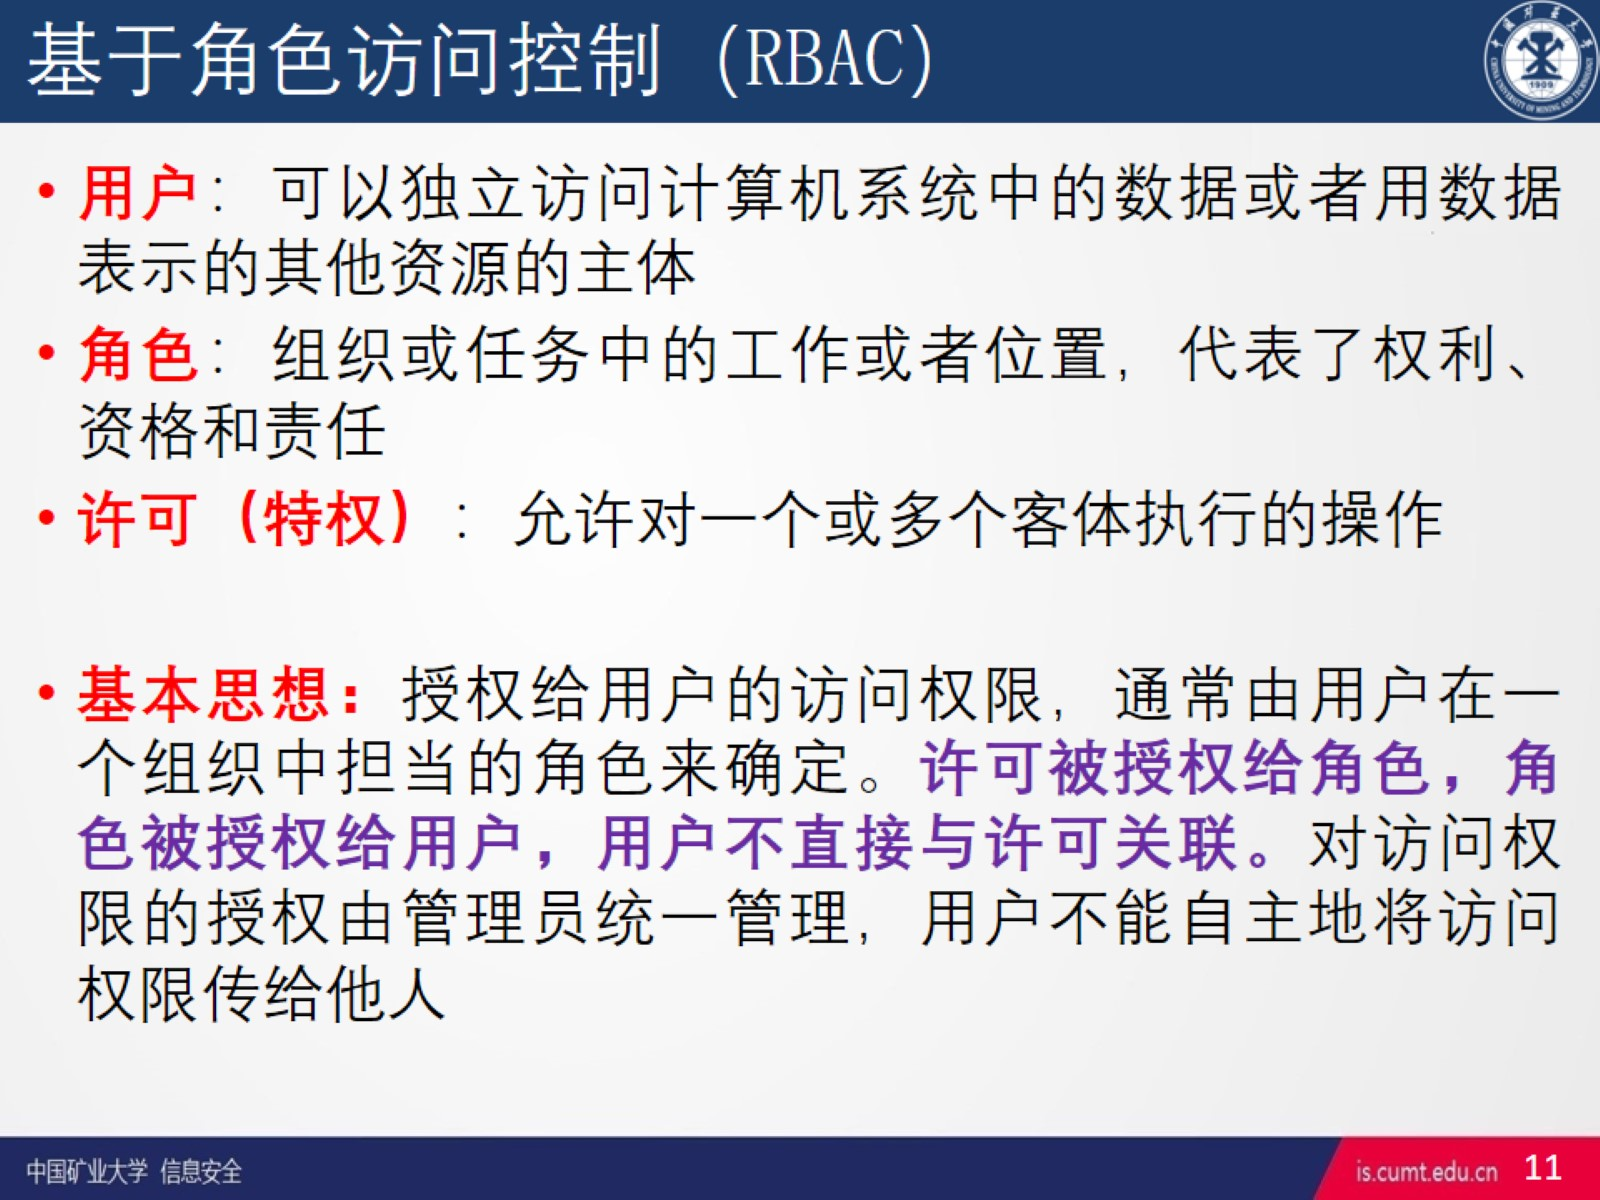 基于角色访问控制（RBAC）
• 用户：可以独立访问计算机系统中的数据或者用数据
表示的其他资源的主体
• 角色：组织或任务中的工作或者位置，代表了权利、
资格和责任
• 许可（特权）：允许对一个或多个客体执行的操作
• 基本思想：授权给用户的访问权限，通常由用户在一
个组织中担当的角色来确定。许可被授权给角色，角
色被授权给用户，用户不直接与许可关联。对访问权
限的授权由管理员统一管理，用户不能自主地将访问
权限传给他人
中国矿业大学 信息安全
is.cumt.edu.cn 11
1909
CHINA UNIVERSITY OF MINING AND TECHNOLOGY